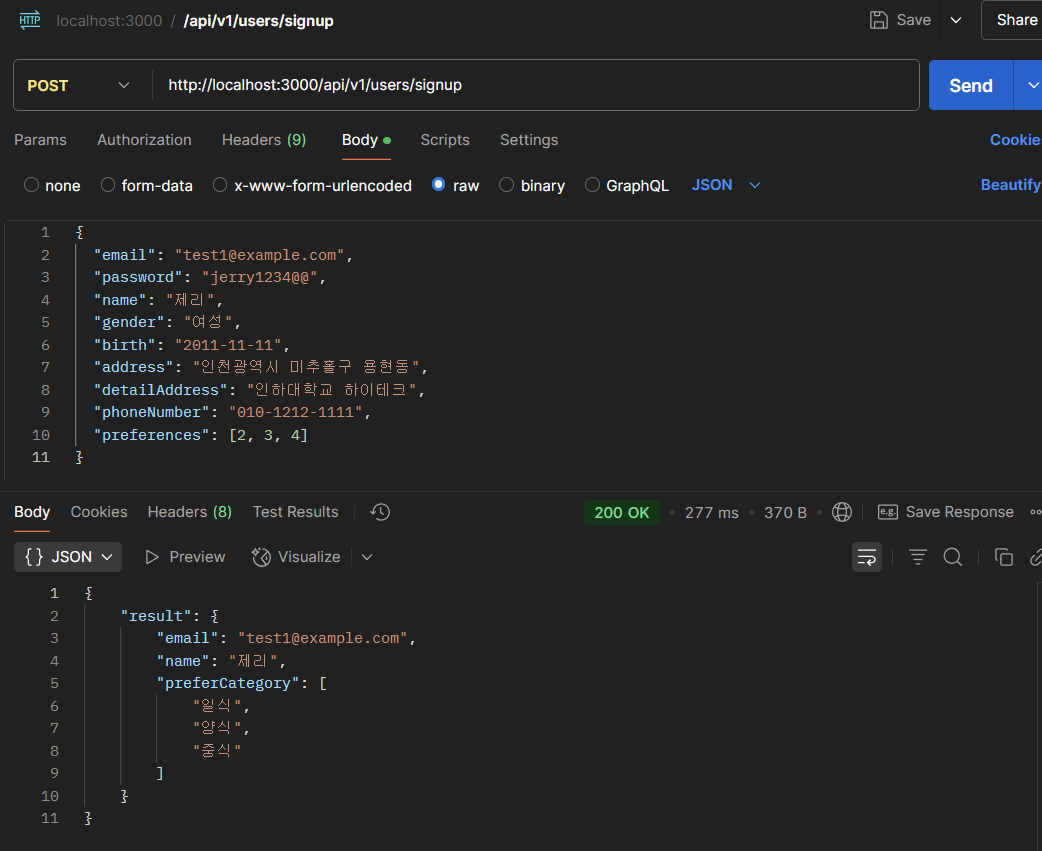 HTTP localhost:3000 / /api/v1/users/signup Save Share
POST http://localhost:3000/api/v1/users/signup Send
Params Authorization Headers (9) Body Scripts Settings Cookie
none form-data x-www-form-urlencoded raw binary GraphQL JSON Beautify
1 {
2 "email": "test1@example.com",
3 "password": "jerry1234@@",
4 "name": "제리",
5 "gender": "여성",
6 "birth": "2011-11-11",
7 "address": "인천광역시 미추홀구 용현동",
8 "detailAddress": "인하대학교 하이테크",
9 "phoneNumber": "010-1212-1111",
10 "preferences": [2, 3, 4]
11 }
Body Cookies Headers (8) Test Results 200 OK • 277 ms • 370 B • e.g. Save Response
{} JSON Preview Visualize
1 {
2 "result": {
3 "email": "test1@example.com",
4 "name": "제리",
5 "preferCategory": [
6 "일식",
7 "양식",
8 "중식"
9 ]
10 }
11 }